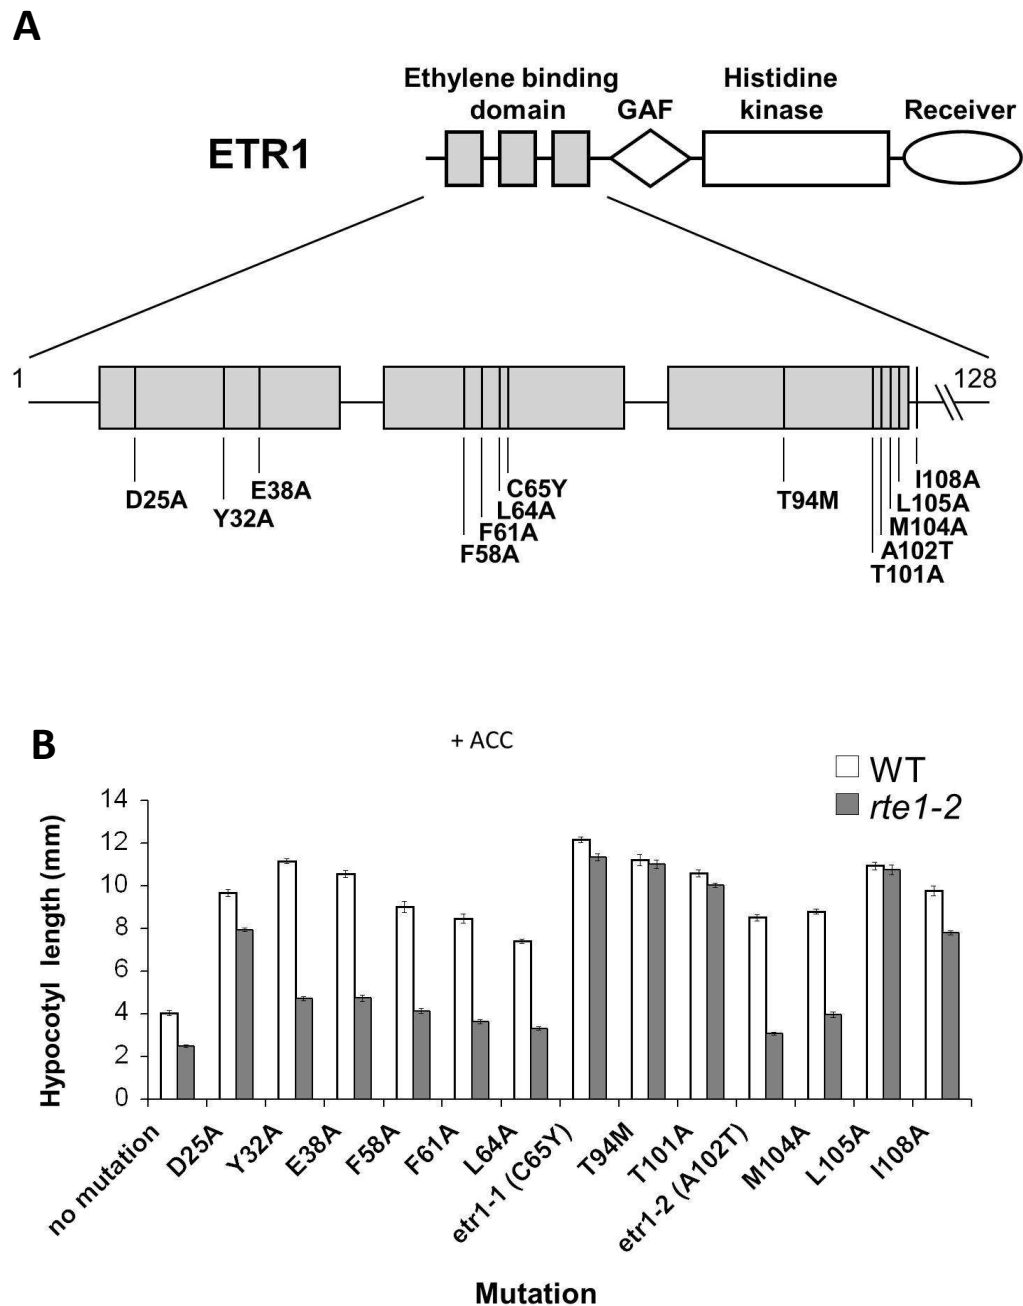 A
Ethylene binding domain
GAF
Histidine kinase
Receiver
ETR1
1
128
D25A
Y32A
E38A
C65Y
L64A
F61A
F58A
T94M
I108A
L105A
M104A
A102T
T101A
B
+ ACC
WT
rte1-2
Hypocotyl length (mm)
14
12
10
8
6
4
2
0
no mutation
D25A
Y32A
E38A
F58A
F61A
L64A
etr1-1 (C65Y)
T94M
T101A
etr1-2 (A102T)
M104A
L105A
I108A
Mutation